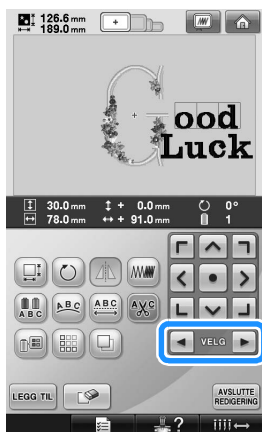 126.6 mm
189.0 mm
Good
Luck
30.0 mm + 0.0 mm 0°
78.0 mm + 91.0 mm 1
A B C
A B C
A B C
AYC
VELG
LEGG TIL
AVSLUTTE
REDIGERING
?